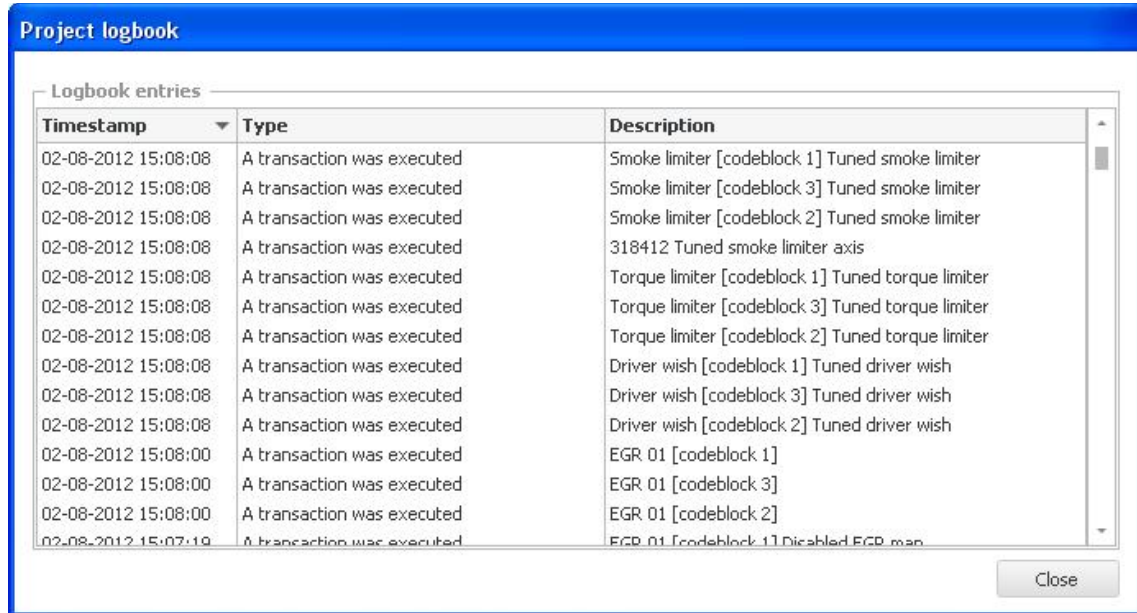 Project logbook
Logbook entries
Timestamp Type Description
02-08-2012 15:08:08 A transaction was executed Smoke limiter [codeblock 1] Tuned smoke limiter
02-08-2012 15:08:08 A transaction was executed Smoke limiter [codeblock 3] Tuned smoke limiter
02-08-2012 15:08:08 A transaction was executed Smoke limiter [codeblock 2] Tuned smoke limiter
02-08-2012 15:08:08 A transaction was executed 318412 Tuned smoke limiter axis
02-08-2012 15:08:08 A transaction was executed Torque limiter [codeblock 1] Tuned torque limiter
02-08-2012 15:08:08 A transaction was executed Torque limiter [codeblock 3] Tuned torque limiter
02-08-2012 15:08:08 A transaction was executed Torque limiter [codeblock 2] Tuned torque limiter
02-08-2012 15:08:08 A transaction was executed Driver wish [codeblock 1] Tuned driver wish
02-08-2012 15:08:08 A transaction was executed Driver wish [codeblock 3] Tuned driver wish
02-08-2012 15:08:08 A transaction was executed Driver wish [codeblock 2] Tuned driver wish
02-08-2012 15:08:00 A transaction was executed EGR 01 [codeblock 1]
02-08-2012 15:08:00 A transaction was executed EGR 01 [codeblock 3]
02-08-2012 15:08:00 A transaction was executed EGR 01 [codeblock 2]
02-08-2012 15:07:19 A transaction was executed EGR 01 [codeblock 1] Disabled EGR map
Close